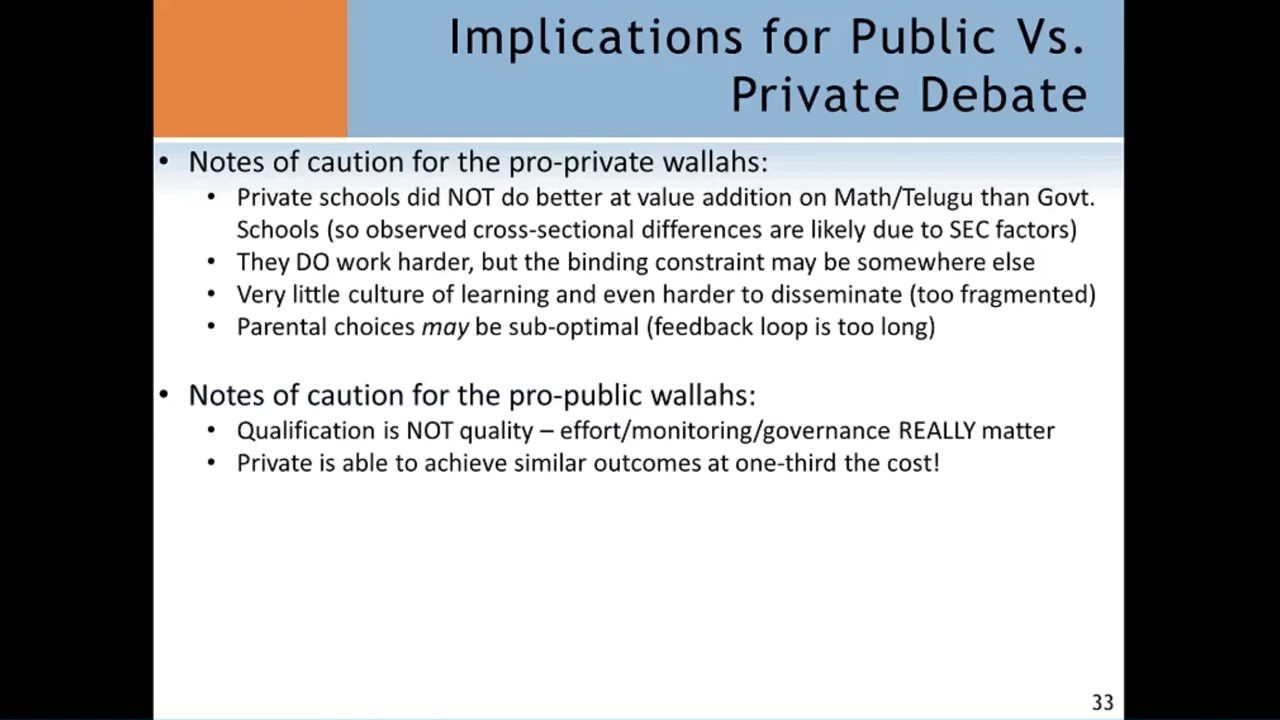 Implications for Public Vs.
Private Debate
• Notes of caution for the pro-private wallahs:
• Private schools did NOT do better at value addition on Math/Telugu than Govt.
Schools (so observed cross-sectional differences are likely due to SEC factors)
• They DO work harder, but the binding constraint may be somewhere else
• Very little culture of learning and even harder to disseminate (too fragmented)
• Parental choices may be sub-optimal (feedback loop is too long)
• Notes of caution for the pro-public wallahs:
• Qualification is NOT quality – effort/monitoring/governance REALLY matter
• Private is able to achieve similar outcomes at one-third the cost!
33